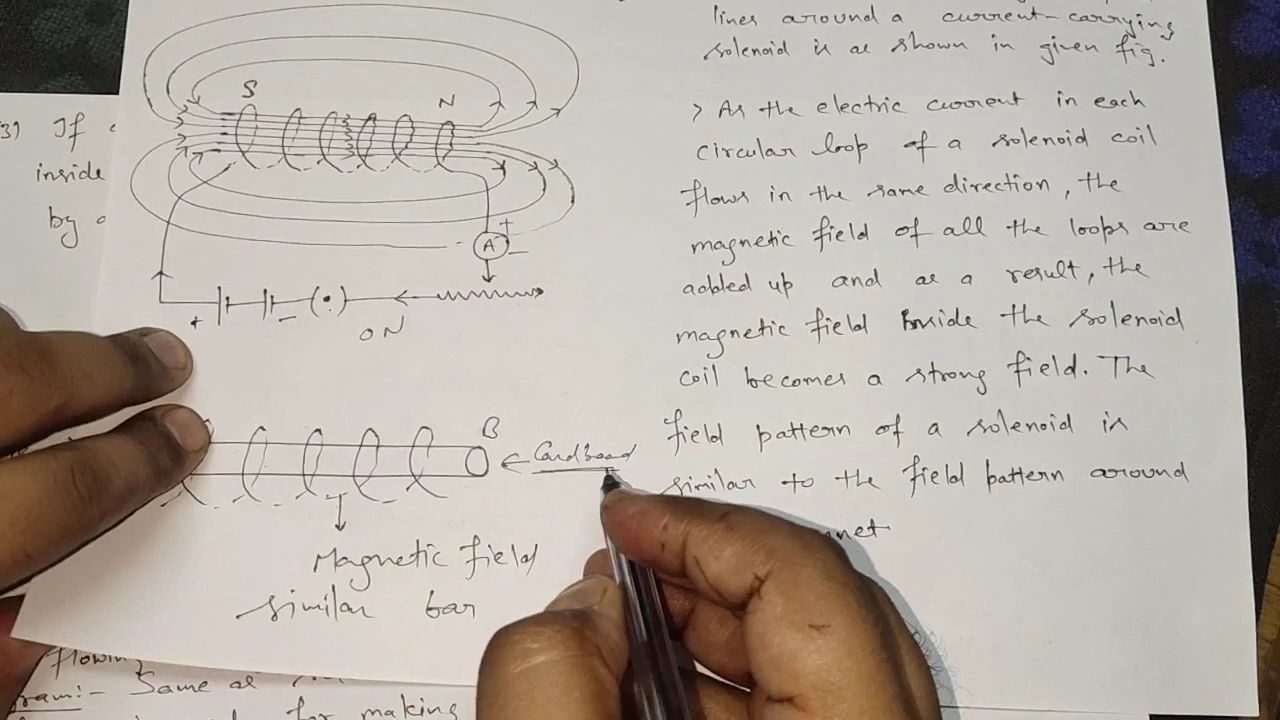 lines around a current-carrying
solenoid is as shown in given fig.
> As the electric current in each
circular loop of a solenoid coil
flows in the same direction, the
magnetic field of all the loops are
added up and as a result, the
magnetic field inside the solenoid
coil becomes a strong field. The
field pattern of a solenoid is
similar to the field pattern around
S
N
A
+
-
+
-
(•)
ON
B
Cardboard
Magnetic field
similar bar
3) If
inside
by
flowing
Same as
for making